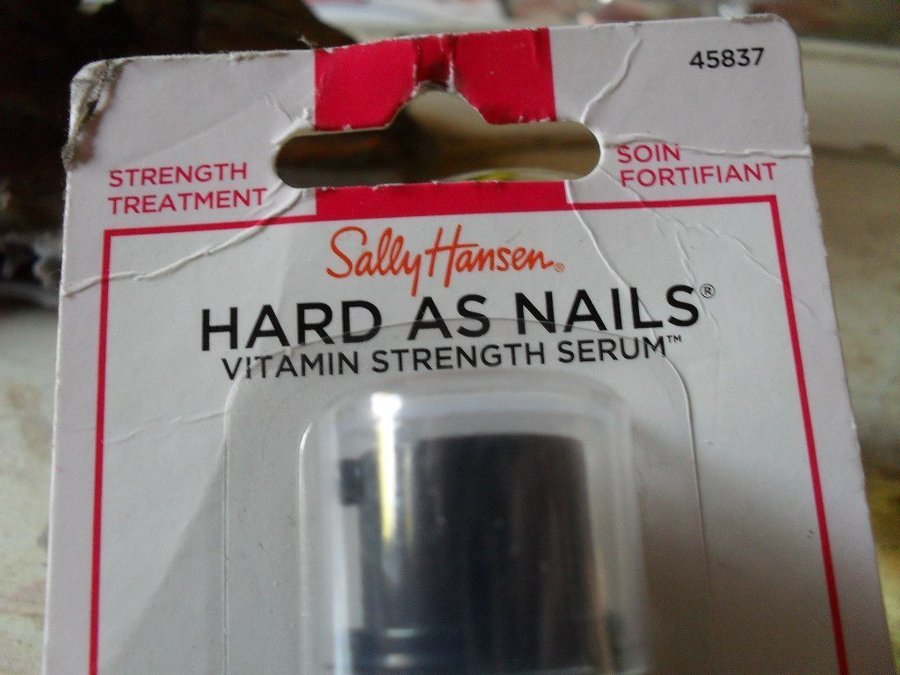 45837
STRENGTH
TREATMENT
SOIN
FORTIFIANT
Sally Hansen®
HARD AS NAILS®
VITAMIN STRENGTH SERUM™